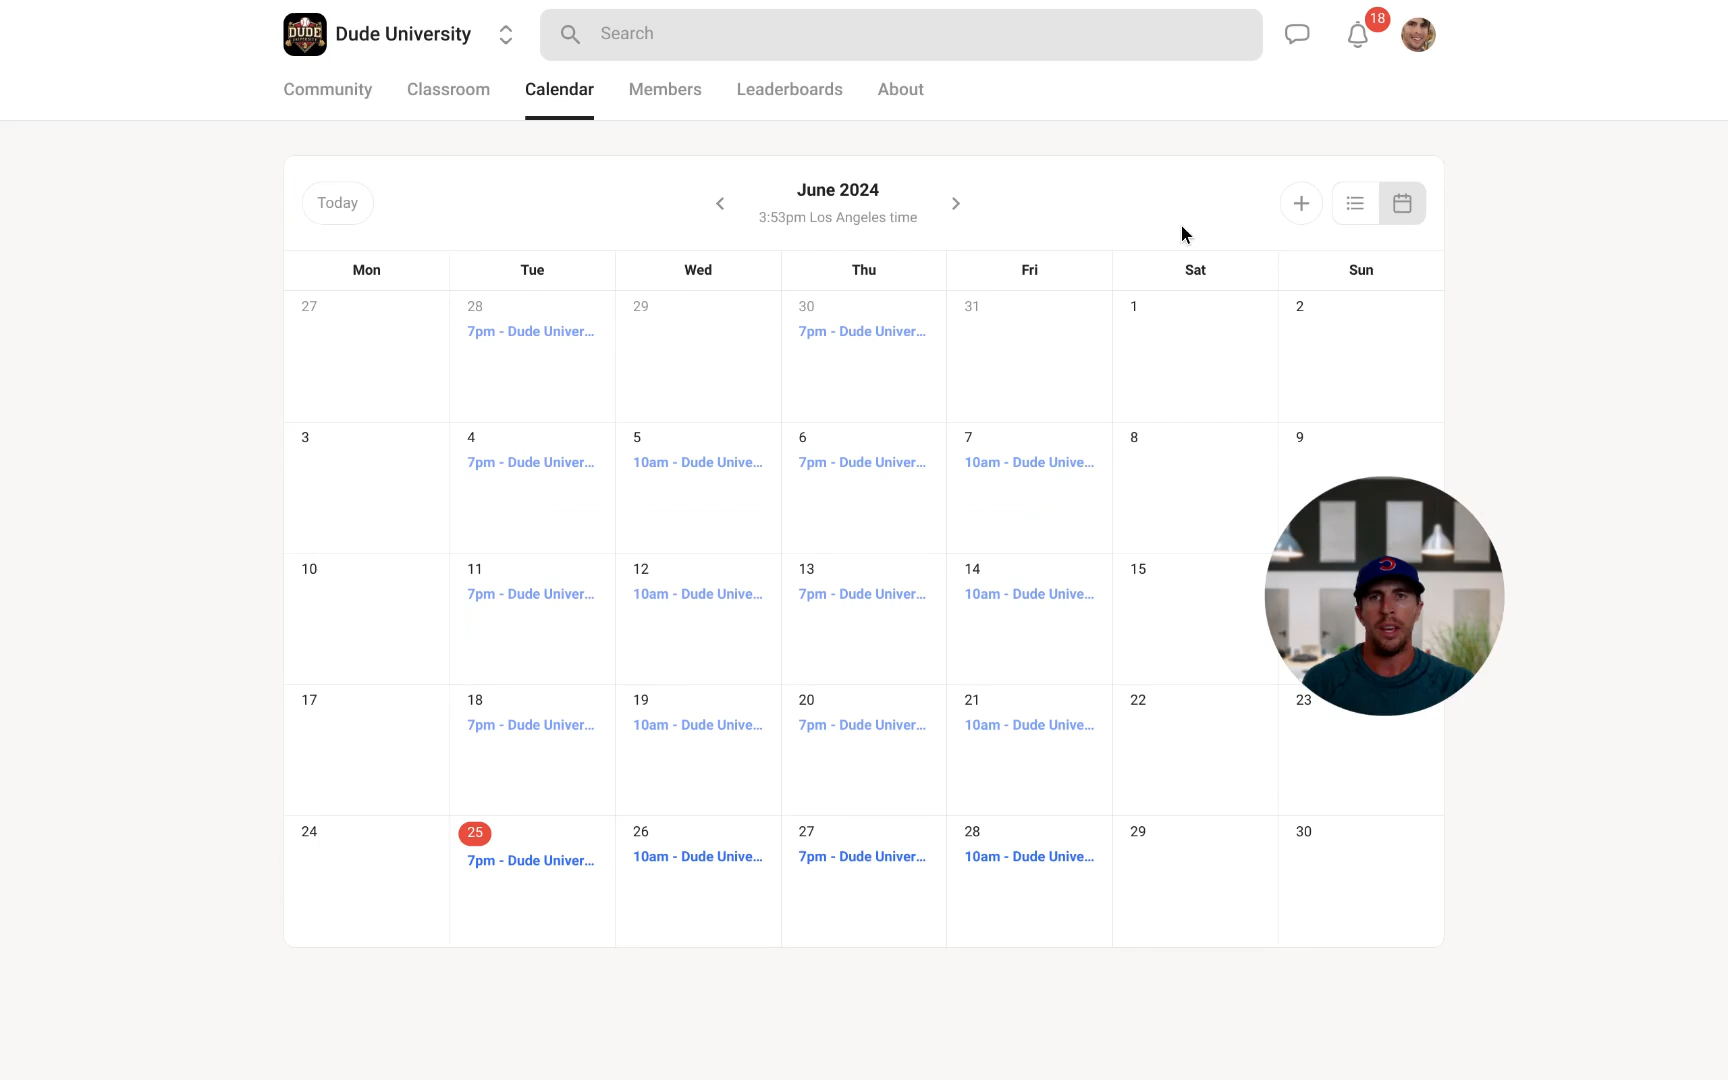 DUDE
UNIVERSITY
Dude University
Search
18
Community Classroom Calendar Members Leaderboards About
Today
June 2024
3:53pm Los Angeles time
Mon Tue Wed Thu Fri Sat Sun
27 28 29 30 31 1 2
7pm - Dude Univer... 7pm - Dude Univer...
3 4 5 6 7 8 9
7pm - Dude Univer... 10am - Dude Unive... 7pm - Dude Univer... 10am - Dude Unive...
10 11 12 13 14 15
7pm - Dude Univer... 10am - Dude Unive... 7pm - Dude Univer... 10am - Dude Unive...
17 18 19 20 21 22 23
7pm - Dude Univer... 10am - Dude Unive... 7pm - Dude Univer... 10am - Dude Unive...
24 25 26 27 28 29 30
7pm - Dude Univer... 10am - Dude Unive... 7pm - Dude Univer... 10am - Dude Unive...